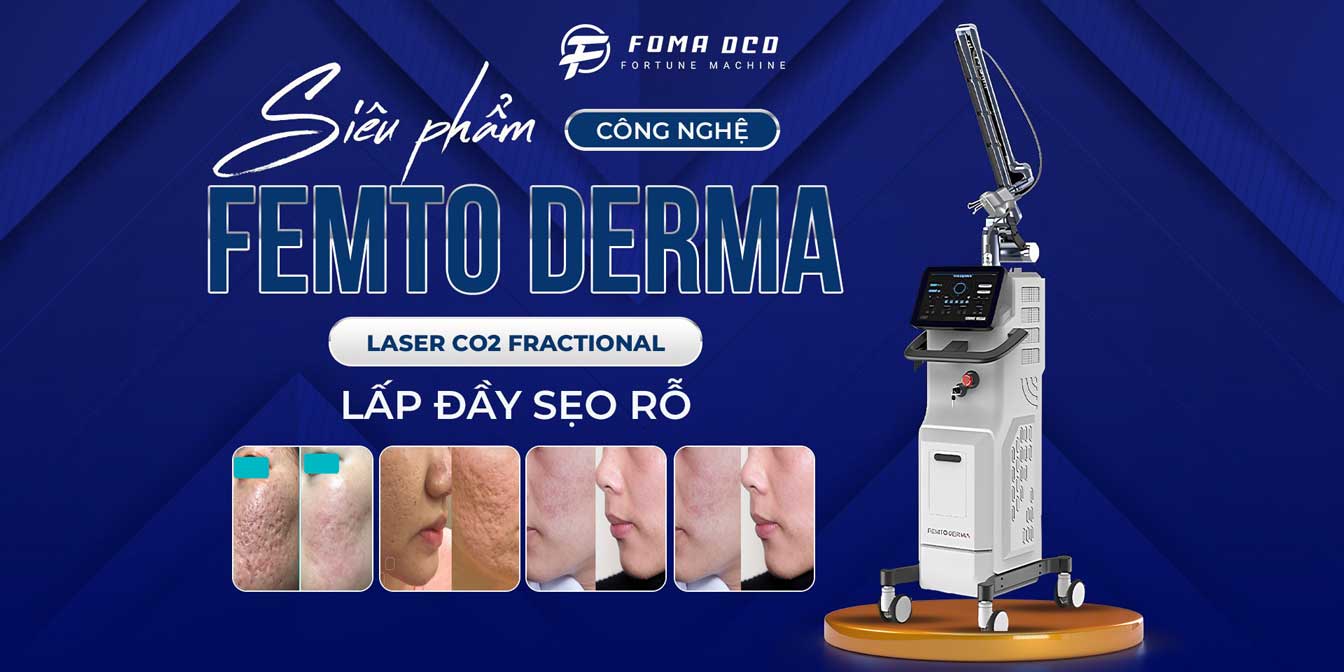 FOMA DCD
FORTUNE MACHINE
Siêu phẩm
CÔNG NGHỆ
FEMTO DERMA
LASER CO2 FRACTIONAL
LẤP ĐẦY SẸO RỖ
FEMTO DERMA